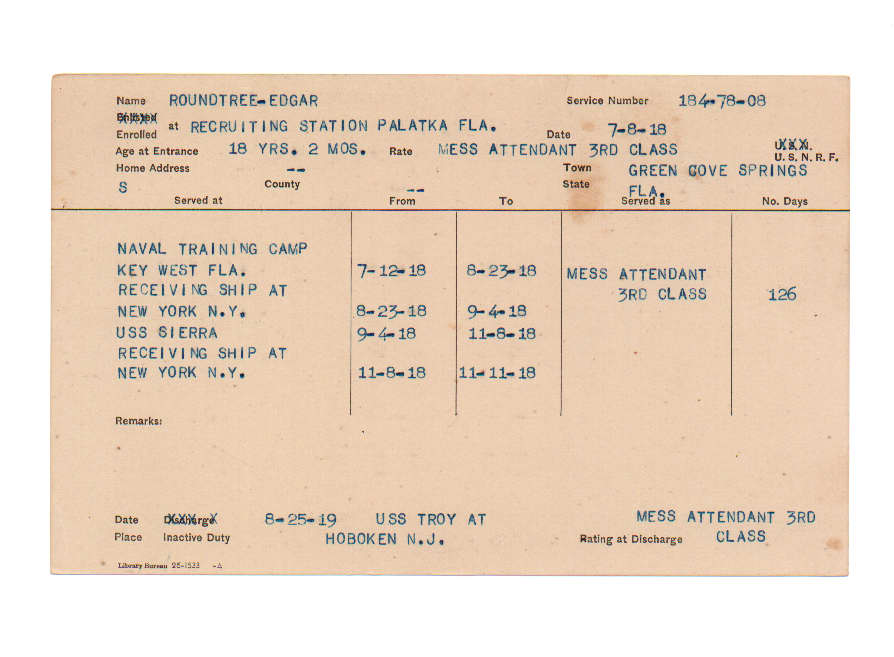 Name ROUNDTREE-EDGAR Service Number 184-78-08
Enlisted
Enrolled at RECRUITING STATION PALATKA FLA. Date 7-8-18
Age at Entrance 18 YRS. 2 MOS. Rate MESS ATTENDANT 3RD CLASS U.S.N.
U.S.N.R.F.
Home Address -- Town GREEN COVE SPRINGS
S County -- State FLA.
Served at From To Served as No. Days
NAVAL TRAINING CAMP
KEY WEST FLA. 7-12-18 8-23-18 MESS ATTENDANT
RECEIVING SHIP AT 3RD CLASS 126
NEW YORK N.Y. 8-23-18 9-4-18
USS SIERRA 9-4-18 11-8-18
RECEIVING SHIP AT
NEW YORK N.Y. 11-8-18 11-11-18
Remarks:
Date Discharge 8-25-19 USS TROY AT MESS ATTENDANT 3RD
Place Inactive Duty HOBOKEN N.J. Rating at Discharge CLASS
Library Bureau 25-1533 -△